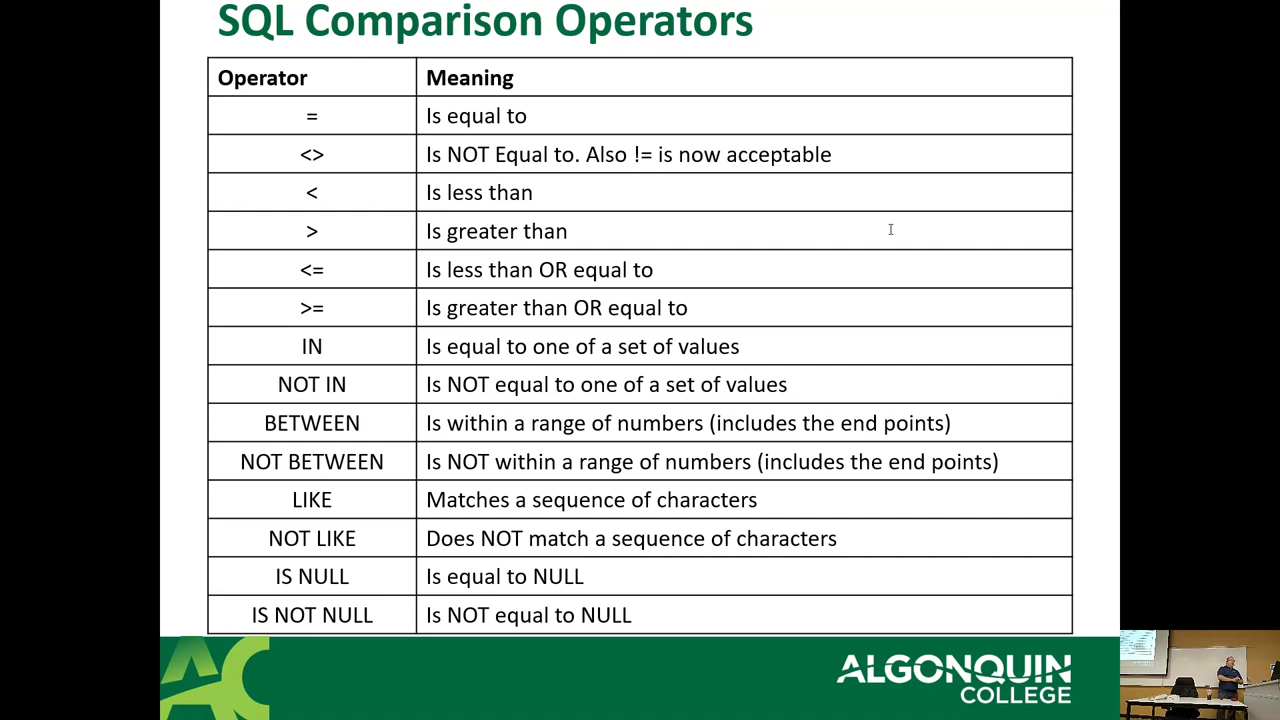 SQL Comparison Operators
Operator Meaning
= Is equal to
<> Is NOT Equal to. Also != is now acceptable
< Is less than
> Is greater than
<= Is less than OR equal to
>= Is greater than OR equal to
IN Is equal to one of a set of values
NOT IN Is NOT equal to one of a set of values
BETWEEN Is within a range of numbers (includes the end points)
NOT BETWEEN Is NOT within a range of numbers (includes the end points)
LIKE Matches a sequence of characters
NOT LIKE Does NOT match a sequence of characters
IS NULL Is equal to NULL
IS NOT NULL Is NOT equal to NULL
AC
ALGONQUIN
COLLEGE